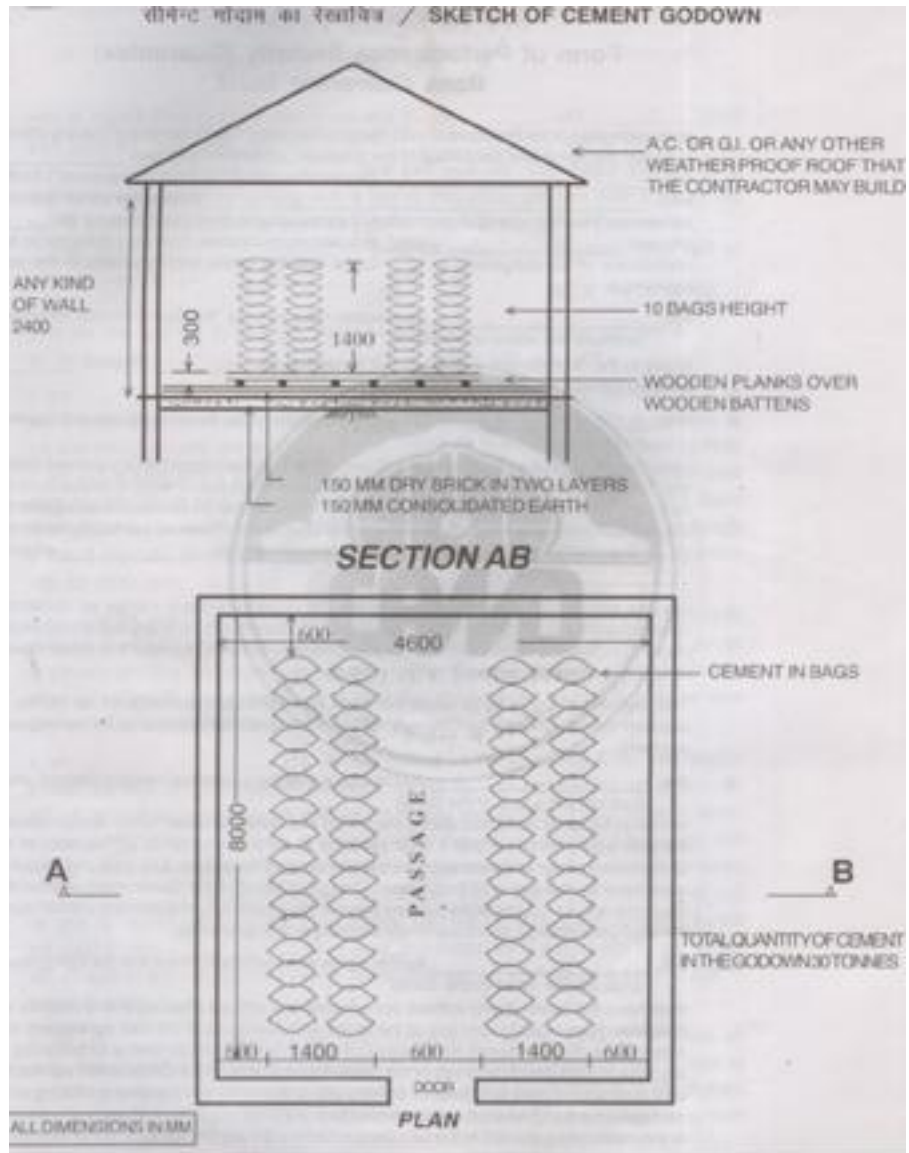 सीमेन्ट गोदाम का रेखाचित्र / SKETCH OF CEMENT GODOWN
A.C. OR G.I. OR ANY OTHER
WEATHER PROOF ROOF THAT
THE CONTRACTOR MAY BUILD
ANY KIND
OF WALL
2400
300
1400
10 BAGS HEIGHT
WOODEN PLANKS OVER
WOODEN BATTENS
150 MM DRY BRICK IN TWO LAYERS
150 MM CONSOLIDATED EARTH
SECTION AB
600
4600
CEMENT IN BAGS
8000
PASSAGE
A
B
TOTAL QUANTITY OF CEMENT
IN THE GODOWN 30 TONNES
600 1400 600 1400 600
DOOR
PLAN
ALL DIMENSIONS IN MM